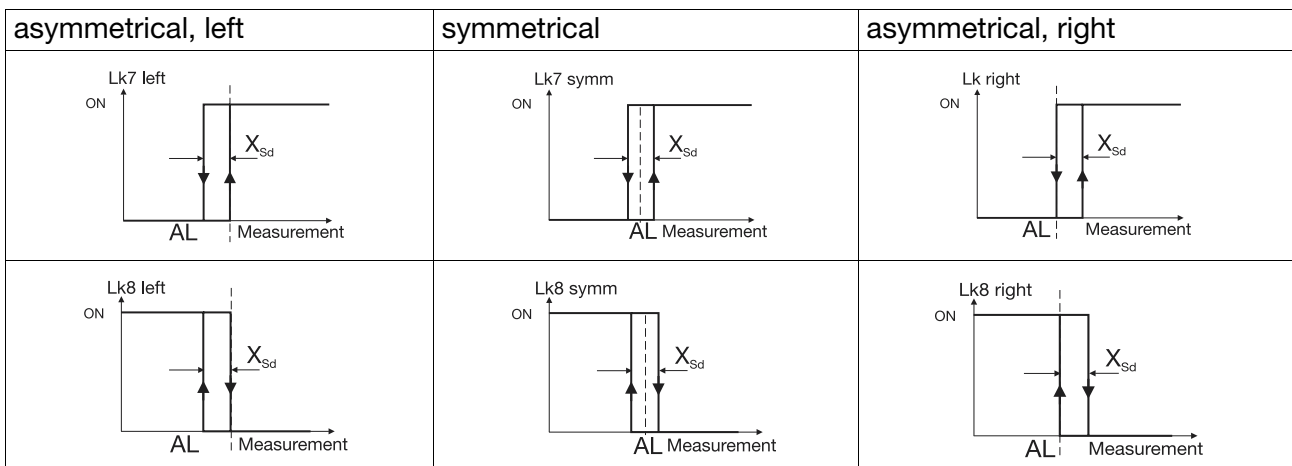 asymmetrical, left
symmetrical
asymmetrical, right
Lk7 left
ON
XSd
AL
Measurement
Lk7 symm
ON
XSd
AL Measurement
Lk right
ON
XSd
AL
Measurement
Lk8 left
ON
XSd
AL
Measurement
Lk8 symm
ON
XSd
AL Measurement
Lk8 right
ON
XSd
AL
Measurement